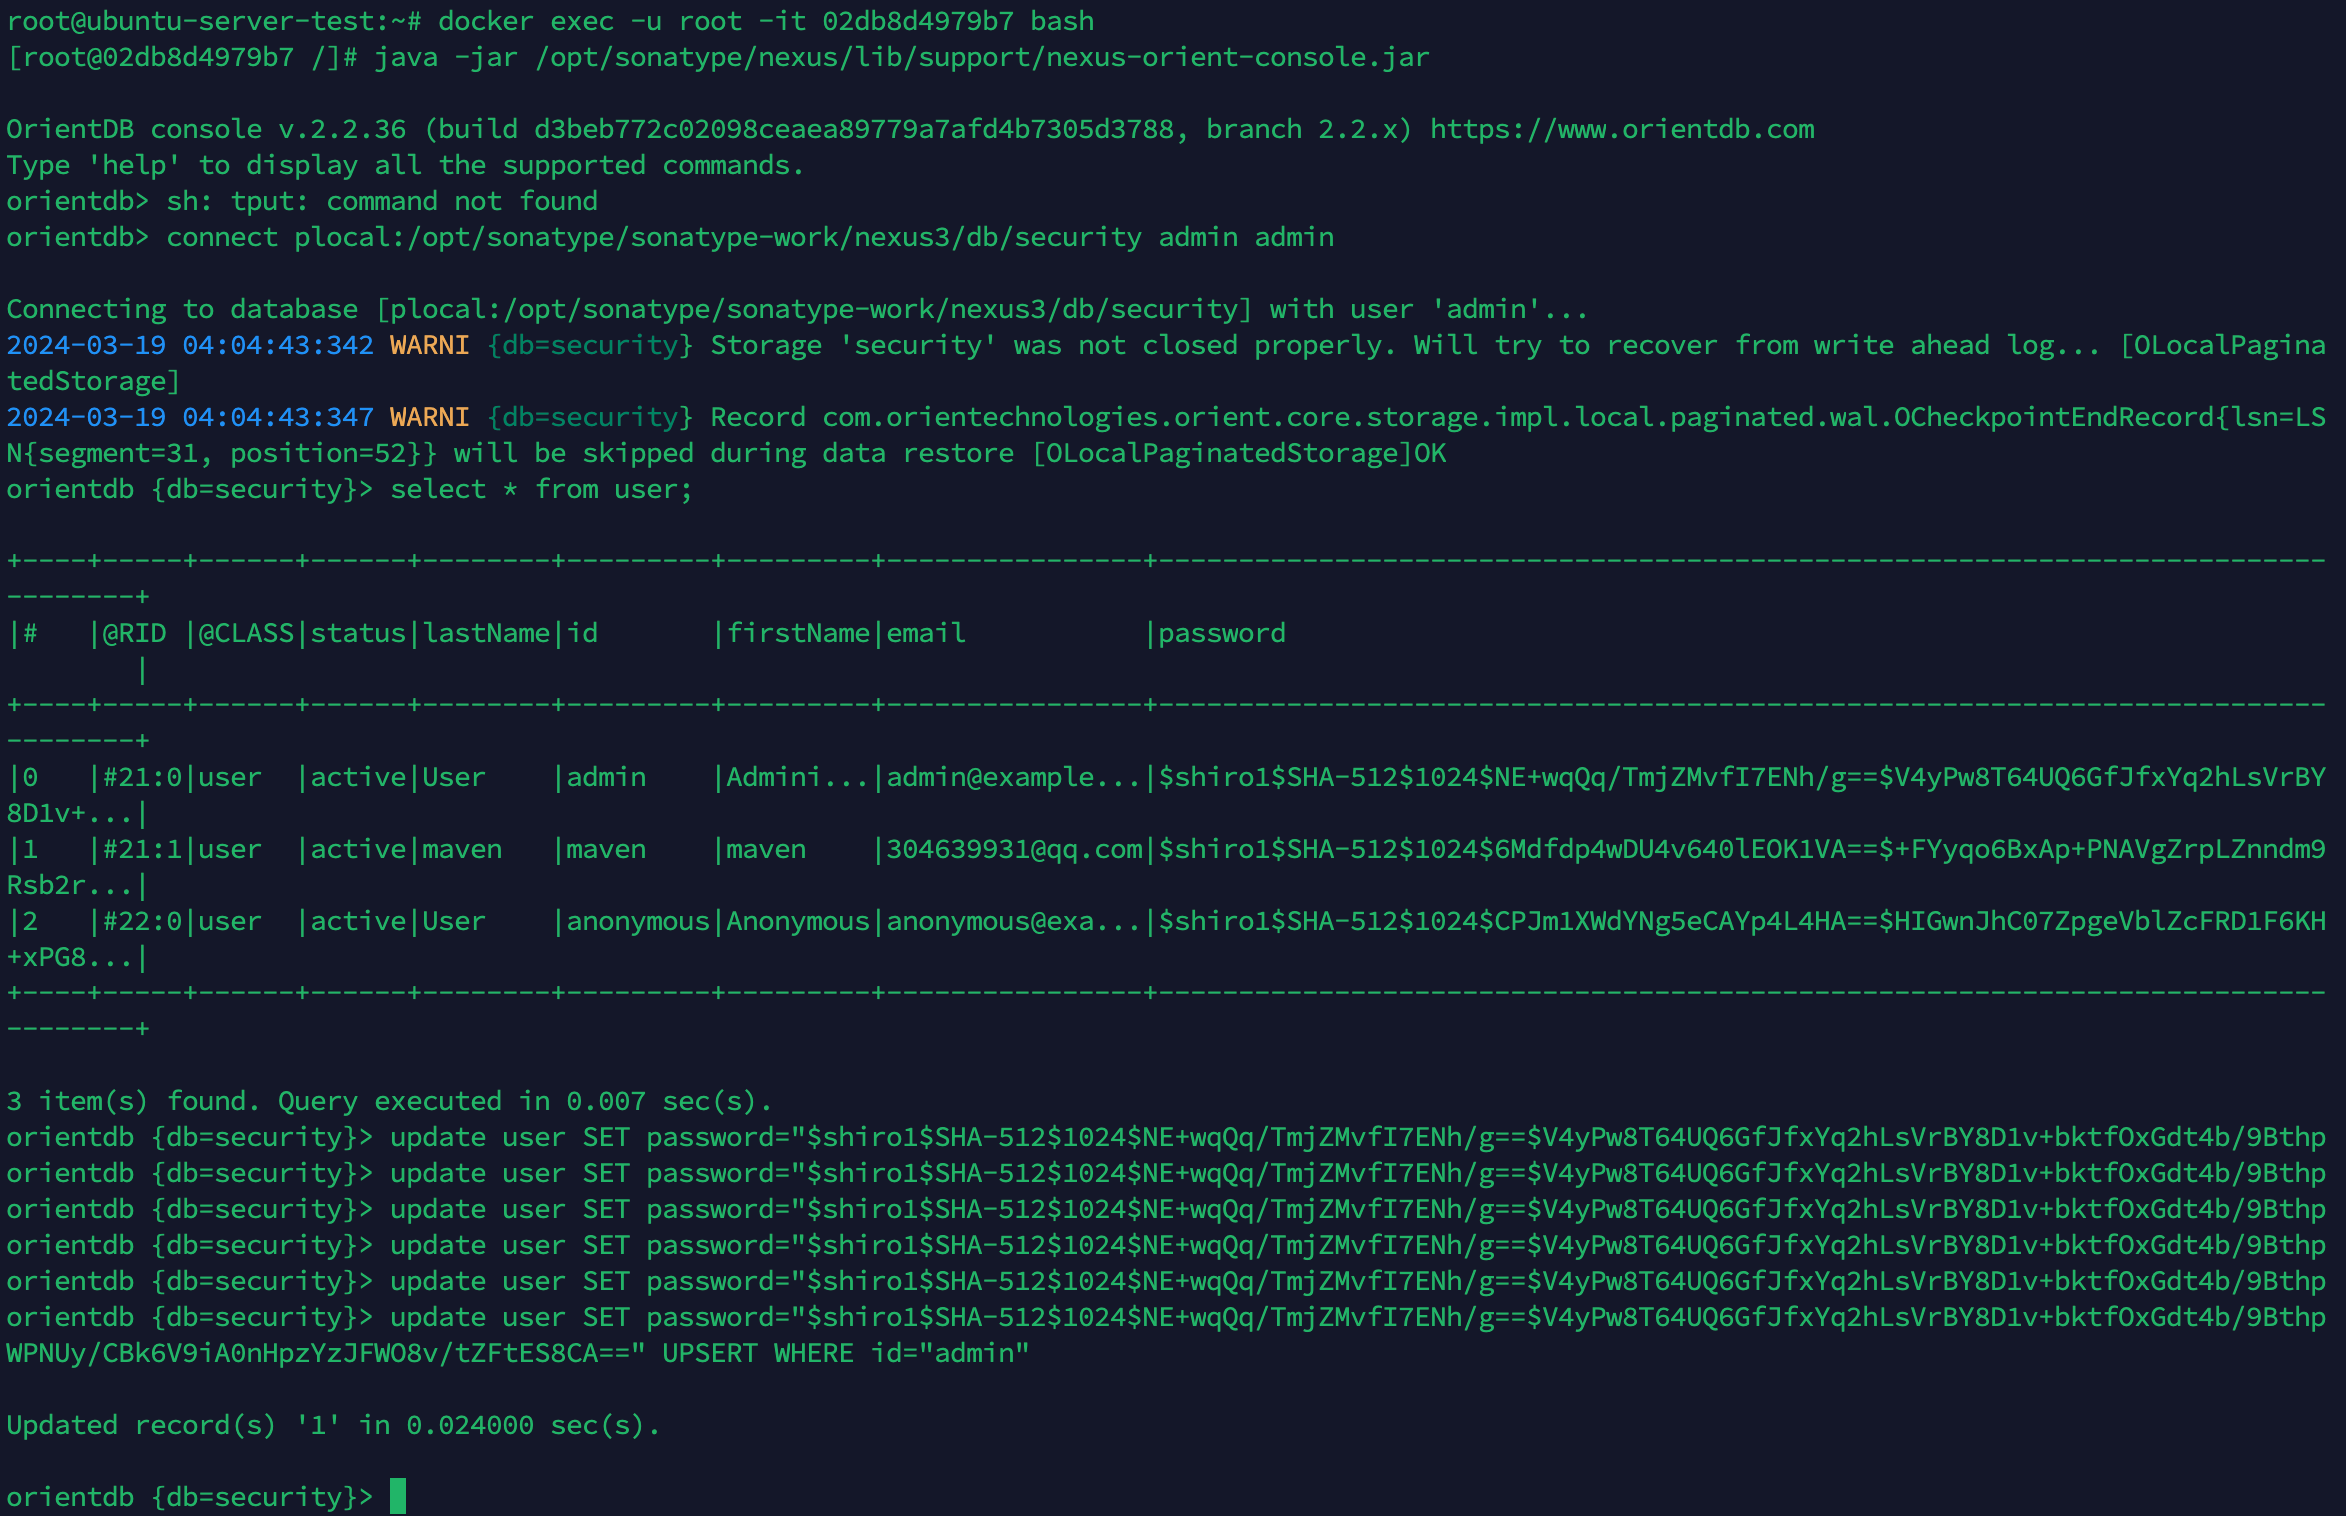 root@ubuntu-server-test:~# docker exec -u root -it 02db8d4979b7 bash
[root@02db8d4979b7 /]# java -jar /opt/sonatype/nexus/lib/support/nexus-orient-console.jar

OrientDB console v.2.2.36 (build d3beb772c02098ceaea89779a7afd4b7305d3788, branch 2.2.x) https://www.orientdb.com
Type 'help' to display all the supported commands.
orientdb> sh: tput: command not found
orientdb> connect plocal:/opt/sonatype/sonatype-work/nexus3/db/security admin admin

Connecting to database [plocal:/opt/sonatype/sonatype-work/nexus3/db/security] with user 'admin'...
2024-03-19 04:04:43:342 WARNI {db=security} Storage 'security' was not closed properly. Will try to recover from write ahead log... [OLocalPagina
tedStorage]
2024-03-19 04:04:43:347 WARNI {db=security} Record com.orientechnologies.orient.core.storage.impl.local.paginated.wal.OCheckpointEndRecord{lsn=LS
N{segment=31, position=52}} will be skipped during data restore [OLocalPaginatedStorage]OK
orientdb {db=security}> select * from user;

+----+-----+------+------+--------+---------+---------+----------------+-------------------------------------------------------------------------
--------+
|#   |@RID |@CLASS|status|lastName|id       |firstName|email           |password
        |
+----+-----+------+------+--------+---------+---------+----------------+-------------------------------------------------------------------------
--------+
|0   |#21:0|user  |active|User    |admin    |Admini...|admin@example...|$shiro1$SHA-512$1024$NE+wqQq/TmjZMvfI7ENh/g==$V4yPw8T64UQ6GfJfxYq2hLsVrBY
8D1v+...|
|1   |#21:1|user  |active|maven   |maven    |maven    |304639931@qq.com|$shiro1$SHA-512$1024$6Mdfdp4wDU4v640lEOK1VA==$+FYyqo6BxAp+PNAVgZrpLZnndm9
Rsb2r...|
|2   |#22:0|user  |active|User    |anonymous|Anonymous|anonymous@exa...|$shiro1$SHA-512$1024$CPJm1XWdYNg5eCAYp4L4HA==$HIGwnJhC07ZpgeVblZcFRD1F6KH
+xPG8...|
+----+-----+------+------+--------+---------+---------+----------------+-------------------------------------------------------------------------
--------+

3 item(s) found. Query executed in 0.007 sec(s).
orientdb {db=security}> update user SET password="$shiro1$SHA-512$1024$NE+wqQq/TmjZMvfI7ENh/g==$V4yPw8T64UQ6GfJfxYq2hLsVrBY8D1v+bktfOxGdt4b/9Bthp
orientdb {db=security}> update user SET password="$shiro1$SHA-512$1024$NE+wqQq/TmjZMvfI7ENh/g==$V4yPw8T64UQ6GfJfxYq2hLsVrBY8D1v+bktfOxGdt4b/9Bthp
orientdb {db=security}> update user SET password="$shiro1$SHA-512$1024$NE+wqQq/TmjZMvfI7ENh/g==$V4yPw8T64UQ6GfJfxYq2hLsVrBY8D1v+bktfOxGdt4b/9Bthp
orientdb {db=security}> update user SET password="$shiro1$SHA-512$1024$NE+wqQq/TmjZMvfI7ENh/g==$V4yPw8T64UQ6GfJfxYq2hLsVrBY8D1v+bktfOxGdt4b/9Bthp
orientdb {db=security}> update user SET password="$shiro1$SHA-512$1024$NE+wqQq/TmjZMvfI7ENh/g==$V4yPw8T64UQ6GfJfxYq2hLsVrBY8D1v+bktfOxGdt4b/9Bthp
orientdb {db=security}> update user SET password="$shiro1$SHA-512$1024$NE+wqQq/TmjZMvfI7ENh/g==$V4yPw8T64UQ6GfJfxYq2hLsVrBY8D1v+bktfOxGdt4b/9Bthp
WPNUy/CBk6V9iA0nHpzYzJFWO8v/tZFtES8CA==" UPSERT WHERE id="admin"

Updated record(s) '1' in 0.024000 sec(s).

orientdb {db=security}>